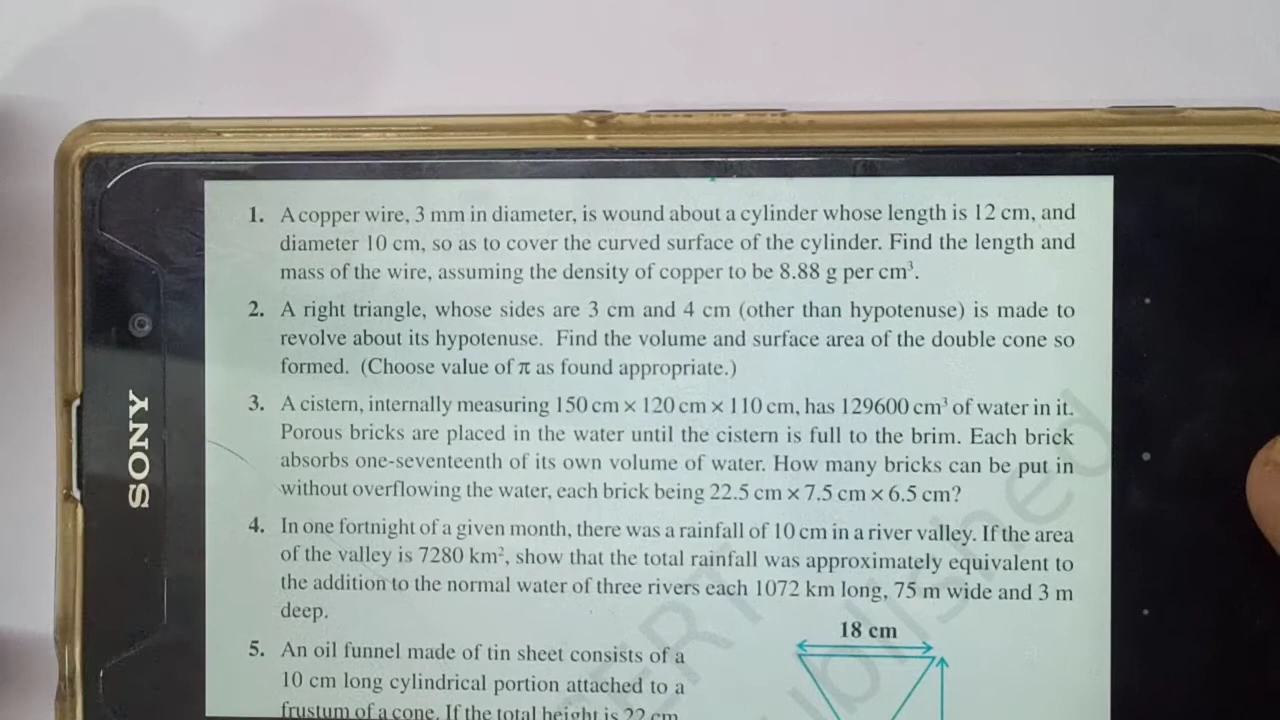 SONY
1. A copper wire, 3 mm in diameter, is wound about a cylinder whose length is 12 cm, and
diameter 10 cm, so as to cover the curved surface of the cylinder. Find the length and
mass of the wire, assuming the density of copper to be 8.88 g per cm³.
2. A right triangle, whose sides are 3 cm and 4 cm (other than hypotenuse) is made to
revolve about its hypotenuse. Find the volume and surface area of the double cone so
formed. (Choose value of π as found appropriate.)
3. A cistern, internally measuring 150 cm × 120 cm × 110 cm, has 129600 cm³ of water in it.
Porous bricks are placed in the water until the cistern is full to the brim. Each brick
absorbs one-seventeenth of its own volume of water. How many bricks can be put in
without overflowing the water, each brick being 22.5 cm × 7.5 cm × 6.5 cm?
4. In one fortnight of a given month, there was a rainfall of 10 cm in a river valley. If the area
of the valley is 7280 km², show that the total rainfall was approximately equivalent to
the addition to the normal water of three rivers each 1072 km long, 75 m wide and 3 m
deep.
5. An oil funnel made of tin sheet consists of a
10 cm long cylindrical portion attached to a
frustum of a cone. If the total height is 22 cm
18 cm